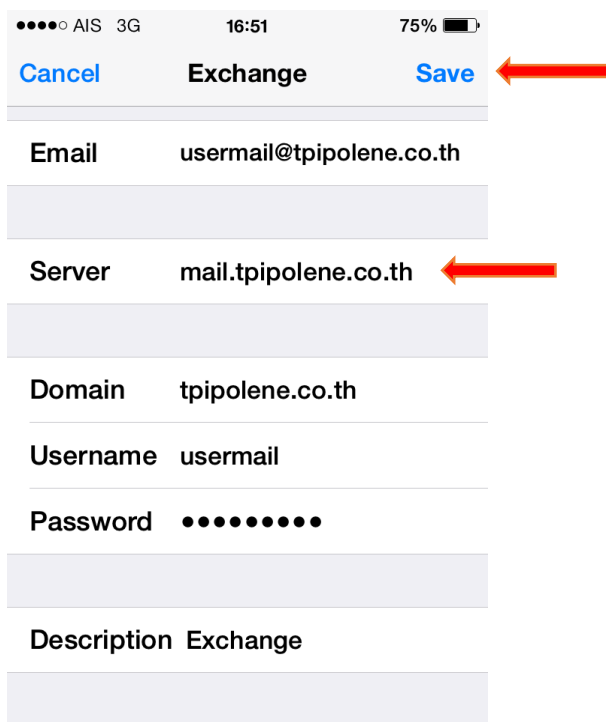 AIS 3G 16:51 75%
Cancel Exchange Save
Email usermail@tpipolene.co.th
Server mail.tpipolene.co.th
Domain tpipolene.co.th
Username usermail
Password •••••••••
Description Exchange